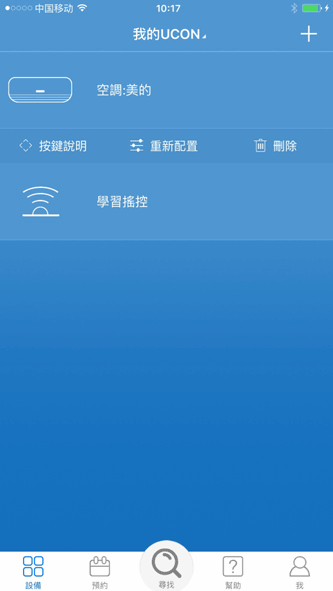 中国移动 10:17
我的UCON
空調:美的
按鍵說明 重新配置 刪除
學習搖控
設備 預約 尋找 幫助 我